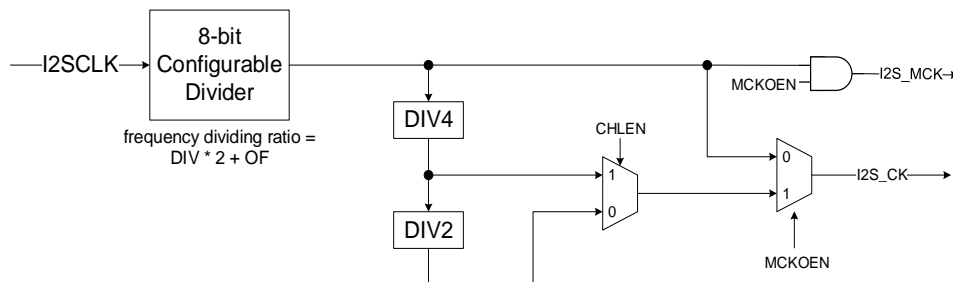 8-bit
Configurable
Divider
I2SCLK
frequency dividing ratio =
DIV * 2 + OF
DIV4
DIV2
CHLEN
1
0
MCKOEN
I2S_MCK
0
1
I2S_CK
MCKOEN